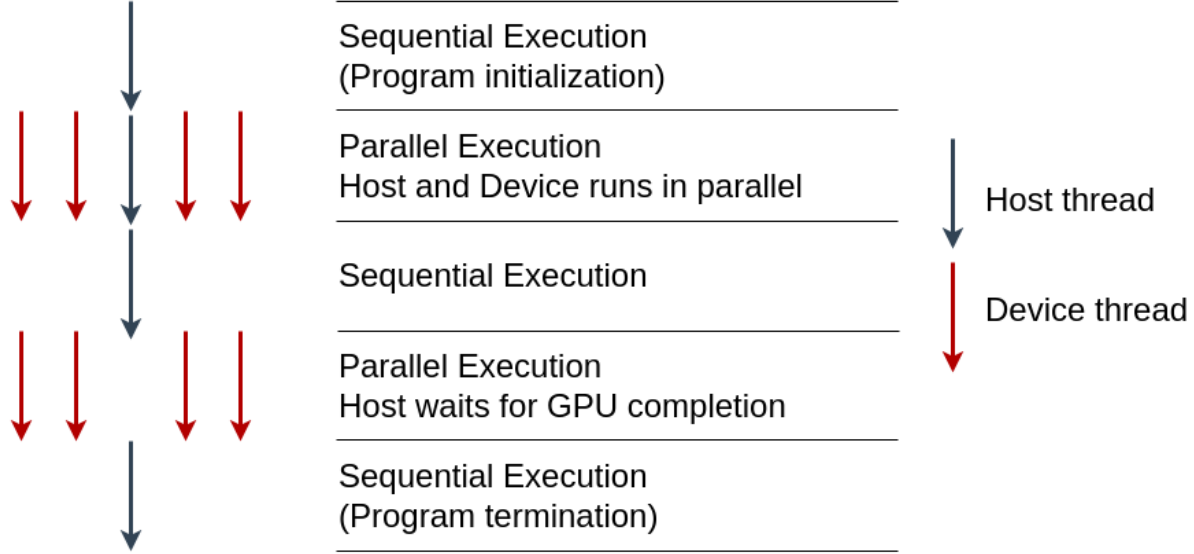 Sequential Execution
(Program initialization)
Parallel Execution
Host and Device runs in parallel
Sequential Execution
Parallel Execution
Host waits for GPU completion
Sequential Execution
(Program termination)
Host thread
Device thread